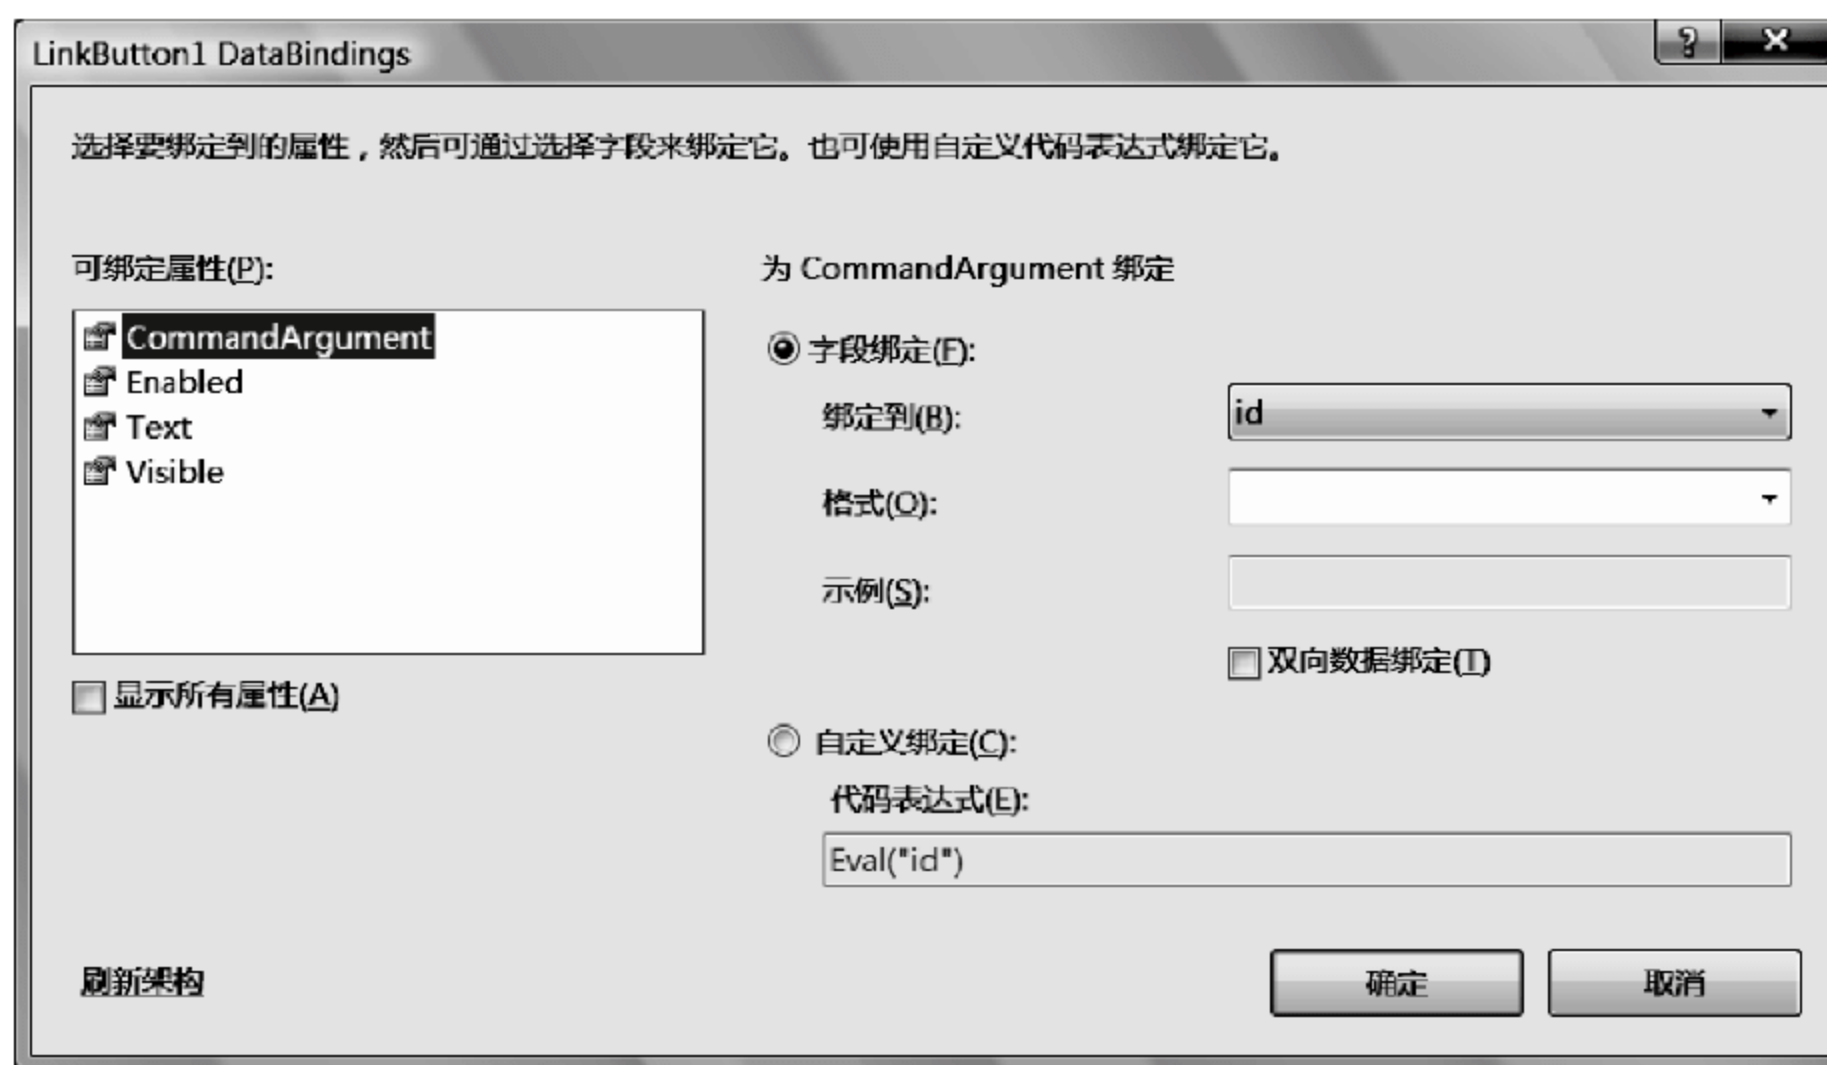 LinkButton1 DataBindings
选择要绑定到的属性，然后可通过选择字段来绑定它。也可使用自定义代码表达式绑定它。
可绑定属性(P):
CommandArgument
Enabled
Text
Visible
显示所有属性(A)
为 CommandArgument 绑定
字段绑定(F):
绑定到(B):
id
格式(O):
示例(S):
双向数据绑定(T)
自定义绑定(C):
代码表达式(E):
Eval("id")
刷新架构
确定
取消